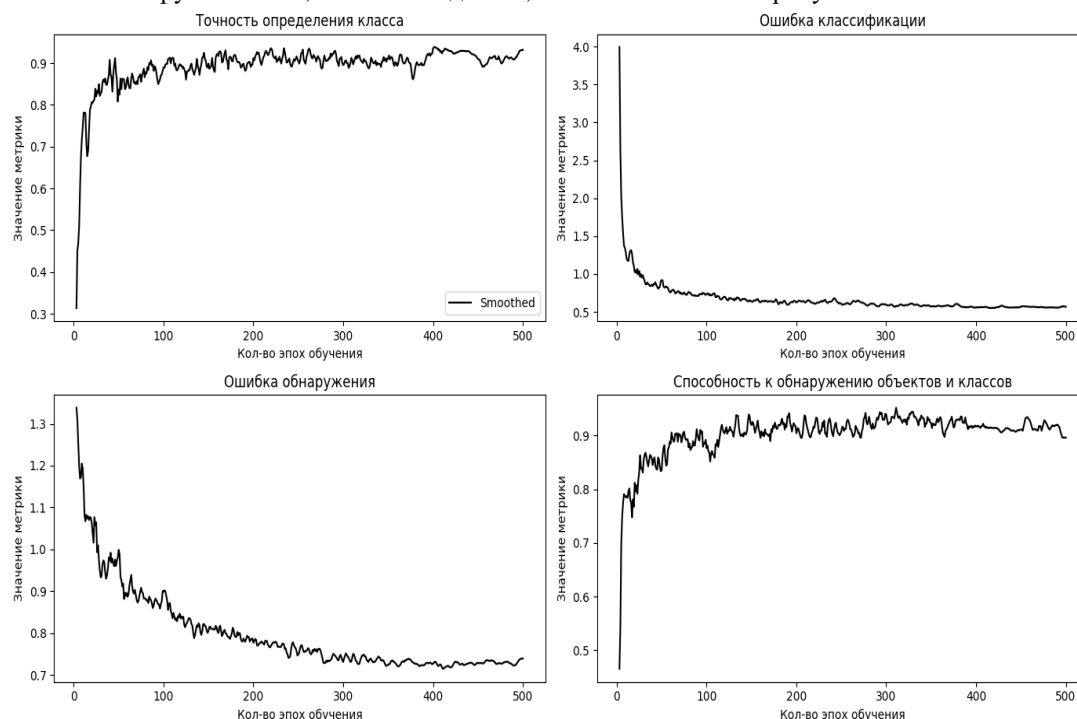 Точность определения класса
Значение метрики
0.9
0.8
0.7
0.6
0.5
0.4
0.3
Smoothed
0 100 200 300 400 500
Кол-во эпох обучения
Ошибка классификации
Значение метрики
4.0
3.5
3.0
2.5
2.0
1.5
1.0
0.5
0 100 200 300 400 500
Кол-во эпох обучения
Ошибка обнаружения
Значение метрики
1.3
1.2
1.1
1.0
0.9
0.8
0.7
0 100 200 300 400 500
Кол-во эпох обучения
Способность к обнаружению объектов и классов
Значение метрики
0.9
0.8
0.7
0.6
0.5
0 100 200 300 400 500
Кол-во эпох обучения